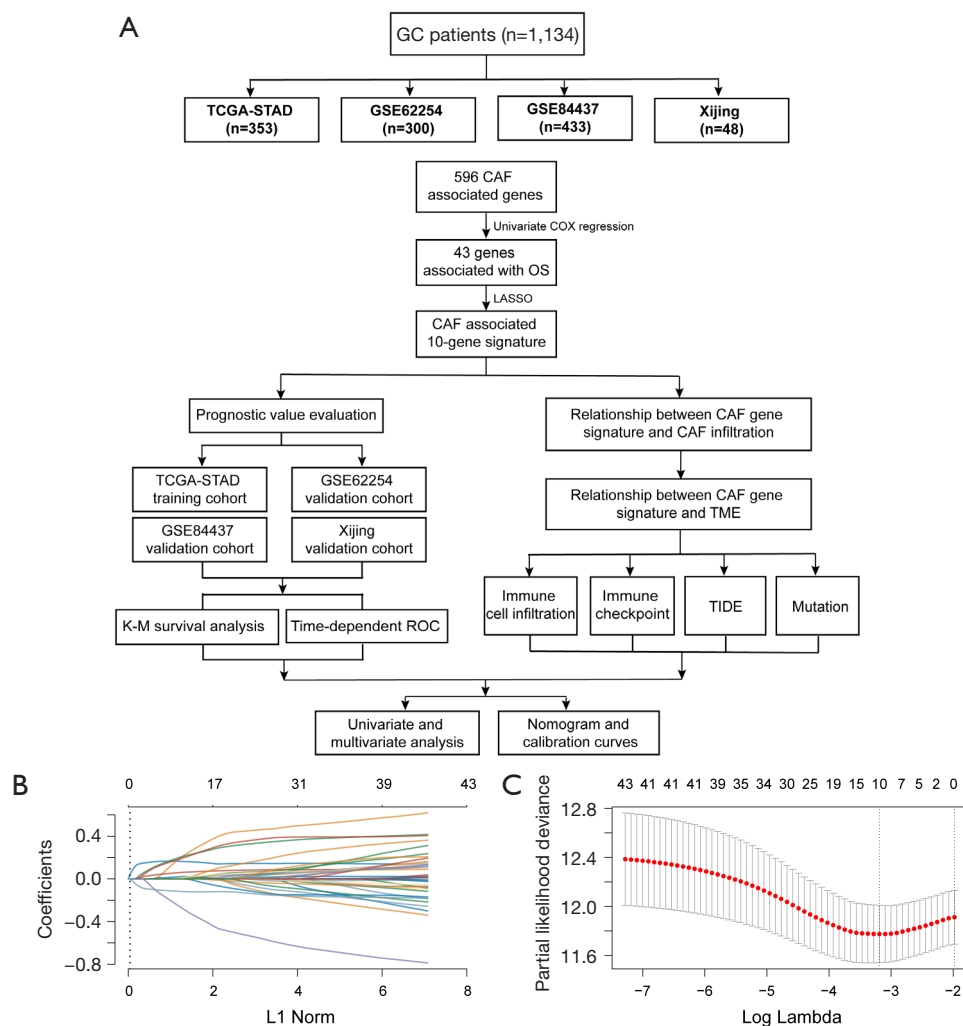 A
GC patients (n=1,134)
TCGA-STAD
(n=353)
GSE62254
(n=300)
GSE84437
(n=433)
Xijing
(n=48)
596 CAF
associated genes
Univariate COX regression
43 genes
associated with OS
LASSO
CAF associated
10-gene signature
Prognostic value evaluation
Relationship between CAF gene
signature and CAF infiltration
TCGA-STAD
training cohort
GSE62254
validation cohort
Relationship between CAF gene
signature and TME
GSE84437
validation cohort
Xijing
validation cohort
Immune
cell infiltration
Immune
checkpoint
TIDE
Mutation
K-M survival analysis
Time-dependent ROC
Univariate and
multivariate analysis
Nomogram and
calibration curves
B
0 17 31 39 43
Coefficients
0.4
0.0
−0.4
−0.8
0 2 4 6 8
L1 Norm
C
43 41 41 41 39 35 34 30 25 19 15 10 7 5 2 0
Partial likelihood deviance
12.8
12.4
12.0
11.6
−7 −6 −5 −4 −3 −2
Log Lambda